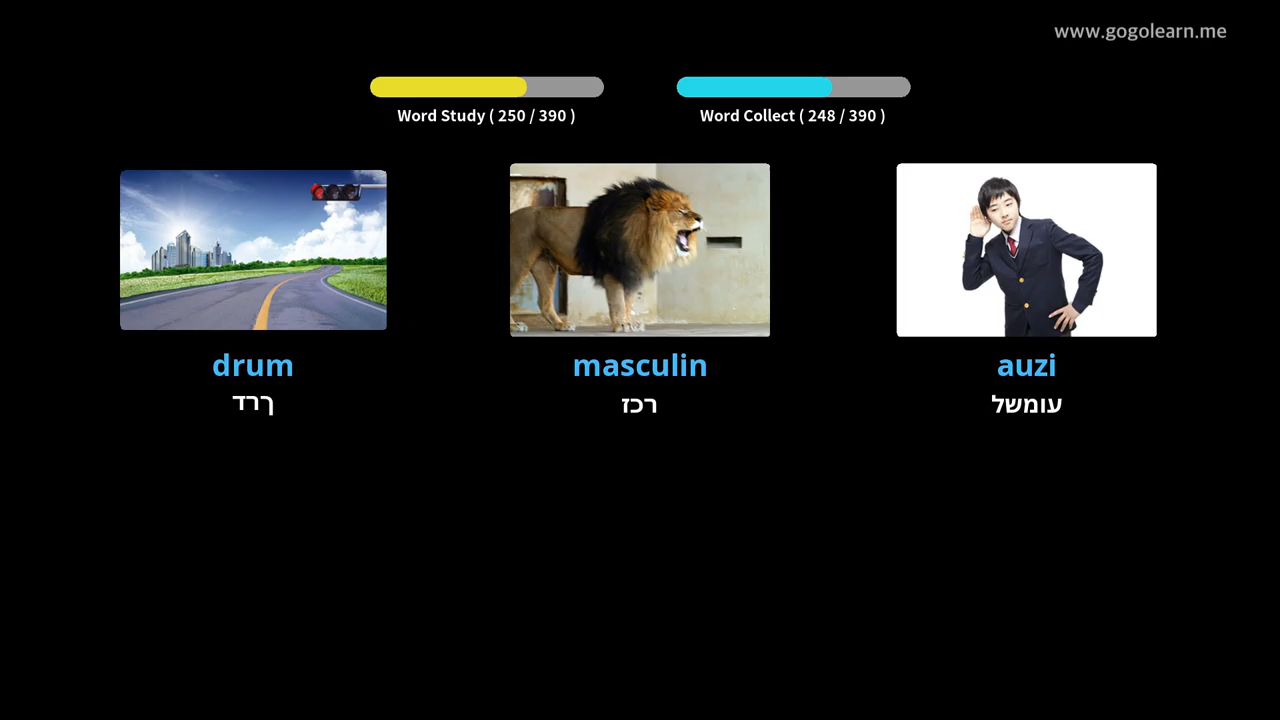 www.gogolearn.me
Word Study ( 250 / 390 )
Word Collect ( 248 / 390 )
drum
ךרד
masculin
רכז
auzi
עומשל